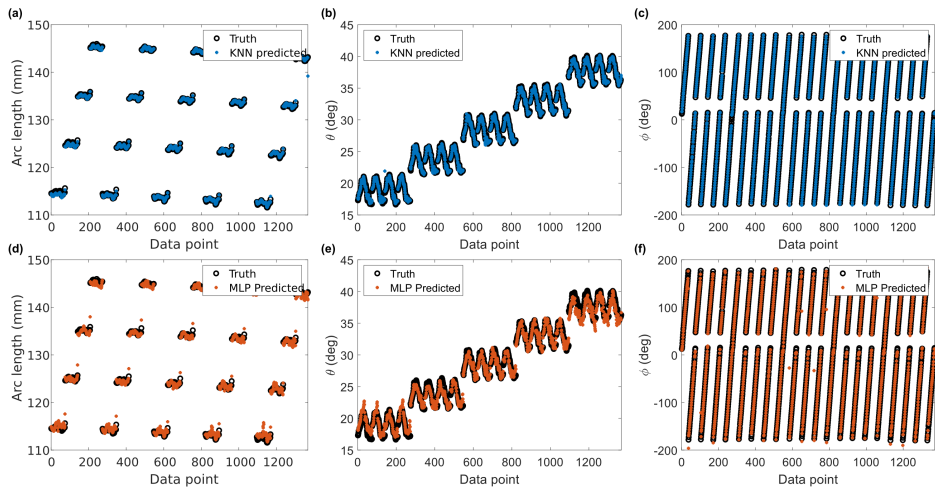 (a)
150
140
130
120
110
Arc length (mm)
Truth
KNN predicted
0 200 400 600 800 1000 1200
Data point
(b)
45
40
35
30
25
20
15
θ (deg)
Truth
KNN predicted
0 200 400 600 800 1000 1200
Data point
(c)
200
100
0
-100
-200
ϕ (deg)
Truth
KNN predicted
0 200 400 600 800 1000 1200
Data point
(d)
150
140
130
120
110
Arc length (mm)
Truth
MLP Predicted
0 200 400 600 800 1000 1200
Data point
(e)
45
40
35
30
25
20
15
θ (deg)
Truth
MLP Predicted
0 200 400 600 800 1000 1200
Data point
(f)
200
100
0
-100
-200
ϕ (deg)
Truth
MLP Predicted
0 200 400 600 800 1000 1200
Data point